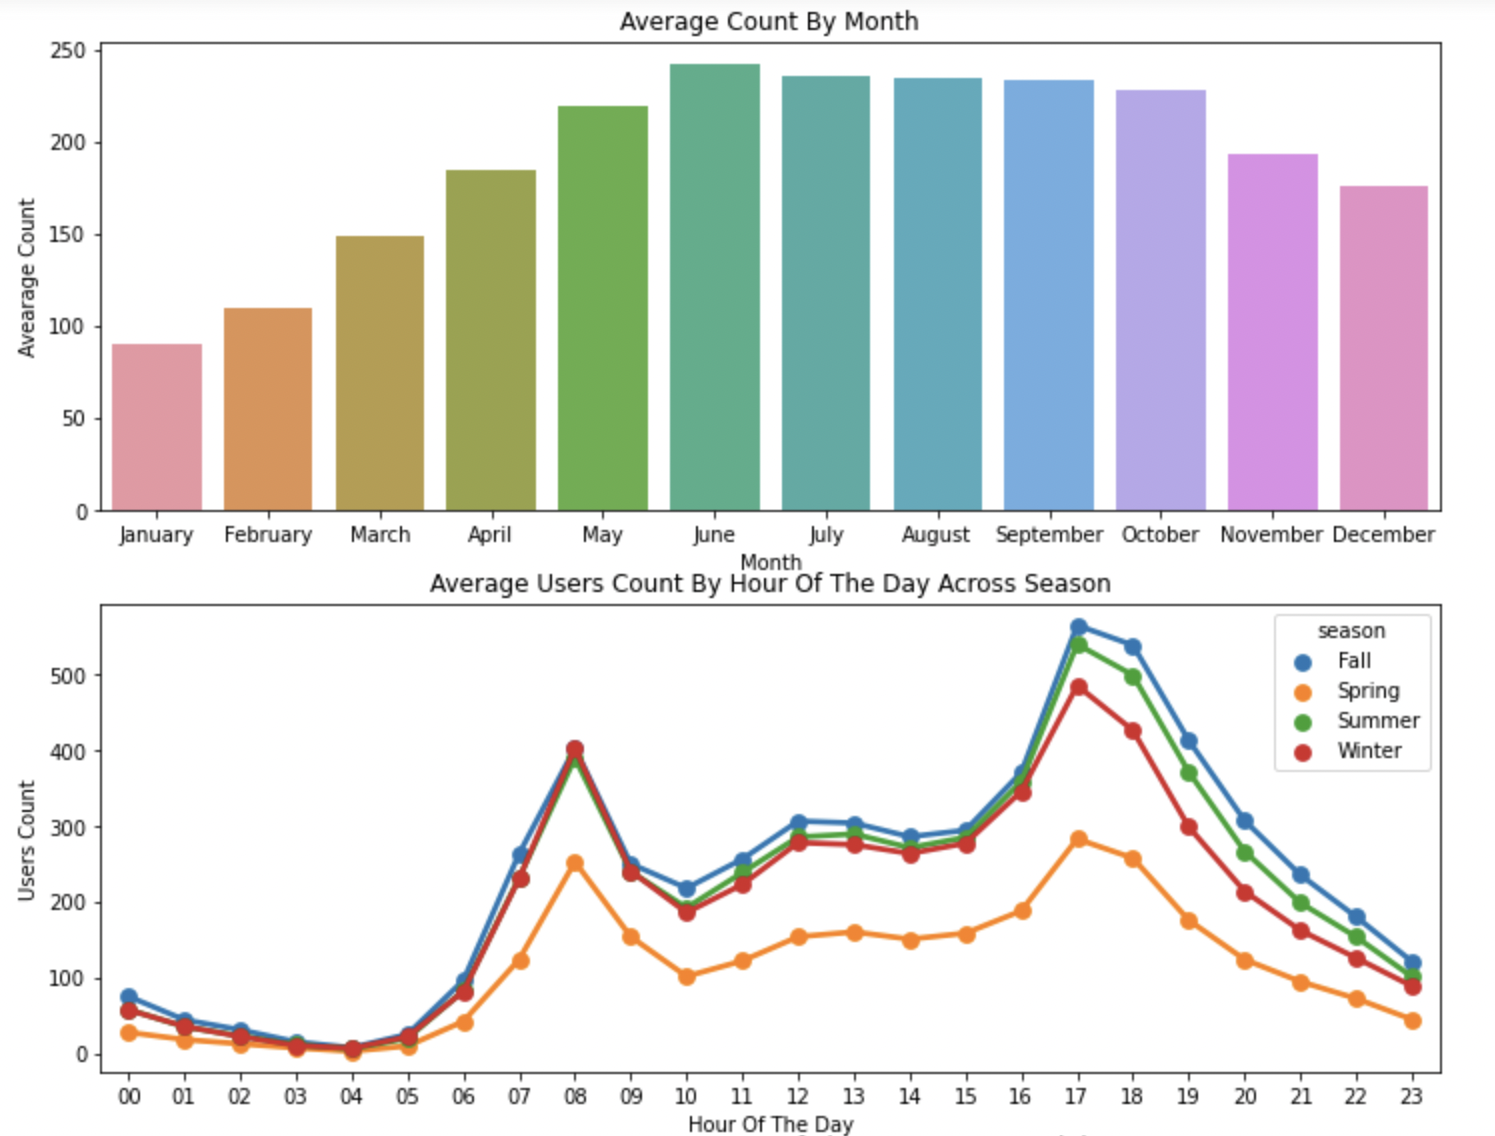 Average Count By Month
250
200
150
100
50
0
Avearage Count
January February March April May June July August September October November December
Month
Average Users Count By Hour Of The Day Across Season
500
400
300
200
100
0
Users Count
season
Fall
Spring
Summer
Winter
00 01 02 03 04 05 06 07 08 09 10 11 12 13 14 15 16 17 18 19 20 21 22 23
Hour Of The Day